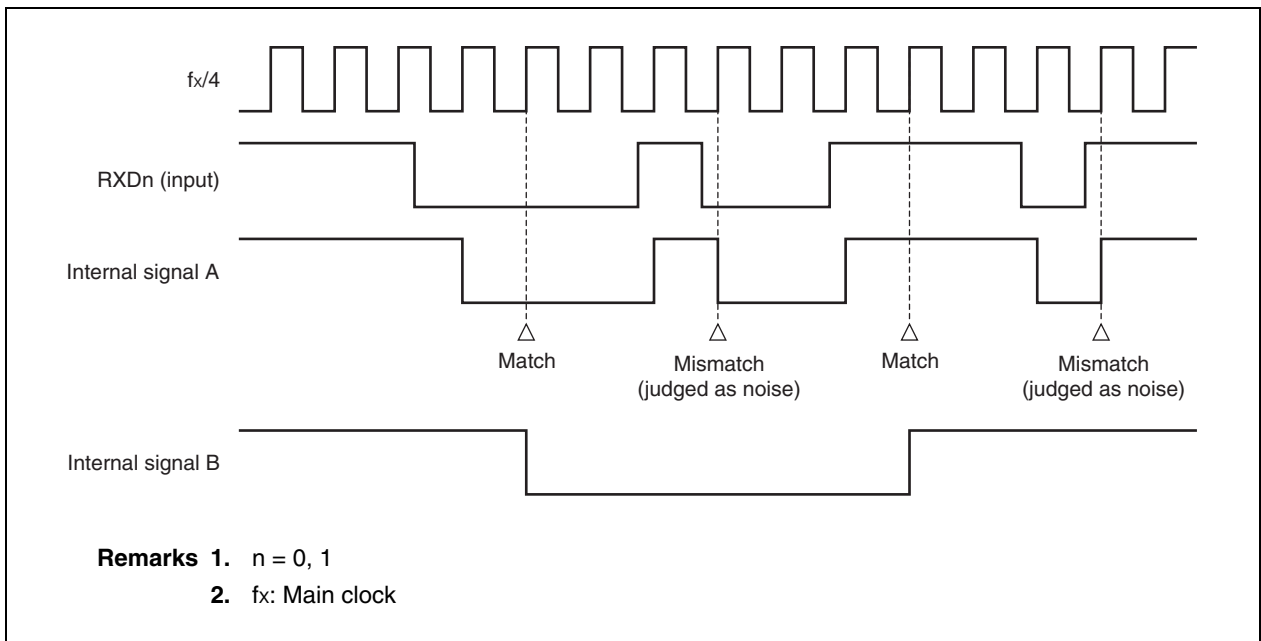 fx/4
RXDn (input)
Internal signal A
Match
Mismatch
(judged as noise)
Match
Mismatch
(judged as noise)
Internal signal B
Remarks 1. n = 0, 1
2. fx: Main clock